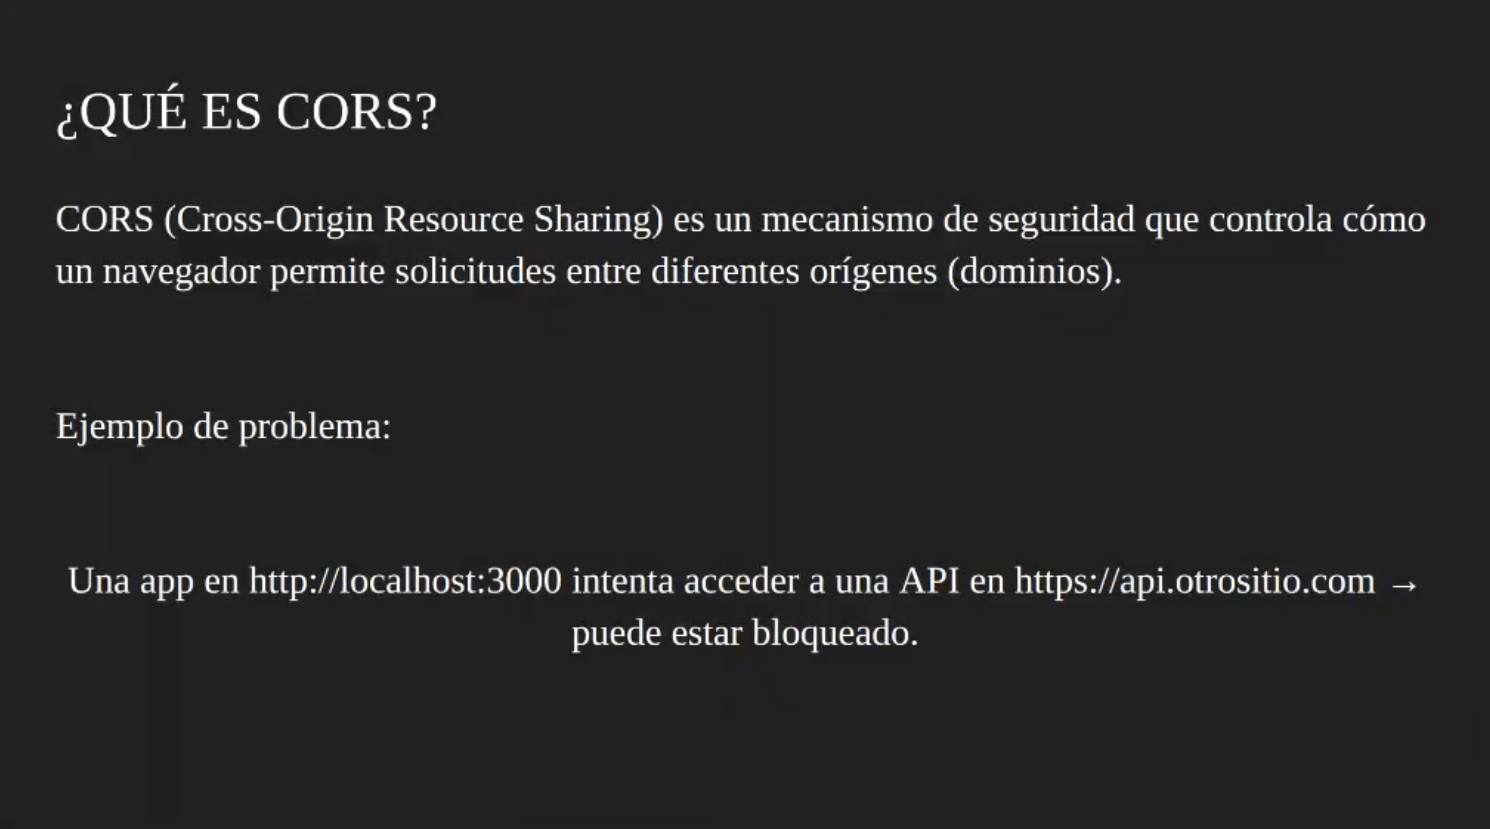 ¿QUÉ ES CORS?
CORS (Cross-Origin Resource Sharing) es un mecanismo de seguridad que controla cómo
un navegador permite solicitudes entre diferentes orígenes (dominios).
Ejemplo de problema:
Una app en http://localhost:3000 intenta acceder a una API en https://api.otrositio.com →
puede estar bloqueado.